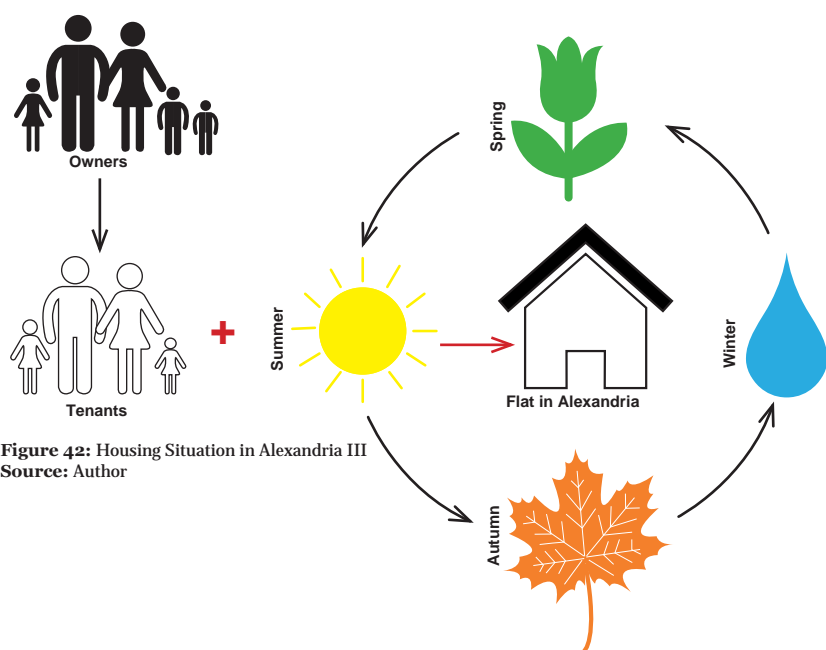 Owners
Tenants
Figure 42: Housing Situation in Alexandria III
Source: Author
Spring
Summer
Flat in Alexandria
Winter
Autumn